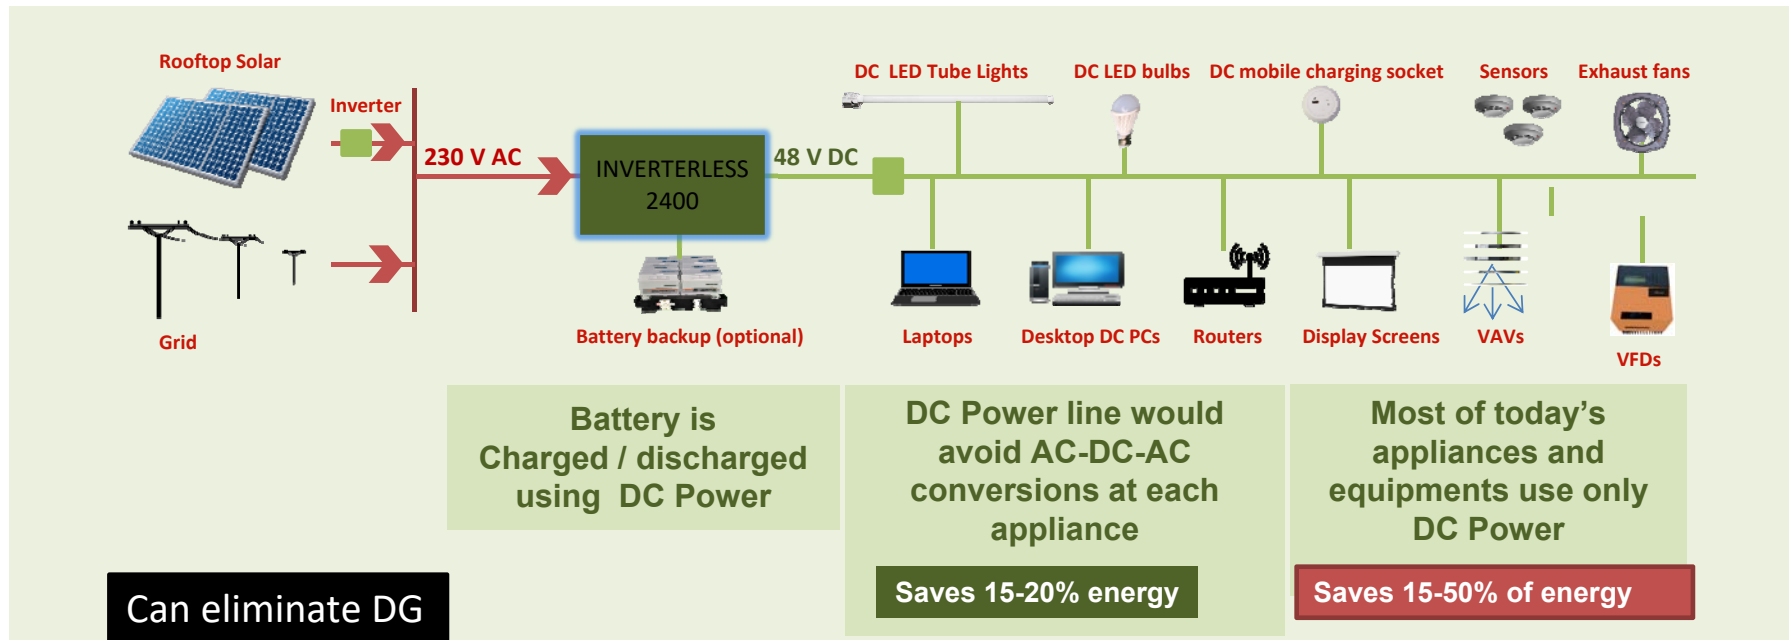 Rooftop Solar
Inverter
230 V AC
Grid
INVERTERLESS
2400
48 V DC
Battery backup (optional)
DC LED Tube Lights
DC LED bulbs
DC mobile charging socket
Sensors
Exhaust fans
Laptops
Desktop DC PCs
Routers
Display Screens
VAVs
VFDs
Battery is
Charged / discharged
using DC Power
DC Power line would
avoid AC-DC-AC
conversions at each
appliance
Saves 15-20% energy
Most of today’s
appliances and
equipments use only
DC Power
Saves 15-50% of energy
Can eliminate DG